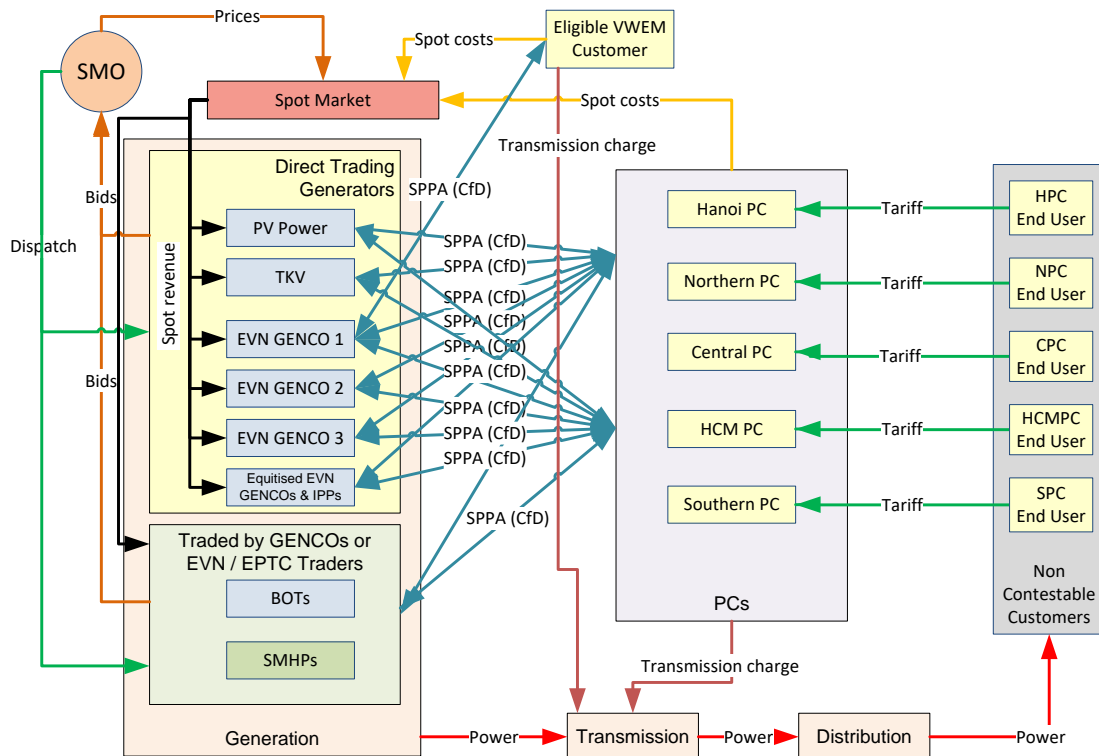 Prices
SMO
Spot costs
Eligible VWEM
Customer
Spot Market
Spot costs
Transmission charge
Direct Trading
Generators
SPPA (CfD)
Bids
Dispatch
Spot revenue
PV Power
TKV
EVN GENCO 1
EVN GENCO 2
EVN GENCO 3
Equitised EVN
GENCOs & IPPs
SPPA (CfD)
SPPA (CfD)
SPPA (CfD)
SPPA (CfD)
SPPA (CfD)
SPPA (CfD)
SPPA (CfD)
SPPA (CfD)
SPPA (CfD)
SPPA (CfD)
Bids
Traded by GENCOs or
EVN / EPTC Traders
BOTs
SMHPs
Generation
Hanoi PC
Northern PC
Central PC
HCM PC
Southern PC
PCs
Tariff
Tariff
Tariff
Tariff
Tariff
HPC
End User
NPC
End User
CPC
End User
HCMPC
End User
SPC
End User
Non
Contestable
Customers
Transmission charge
Power
Transmission
Power
Distribution
Power